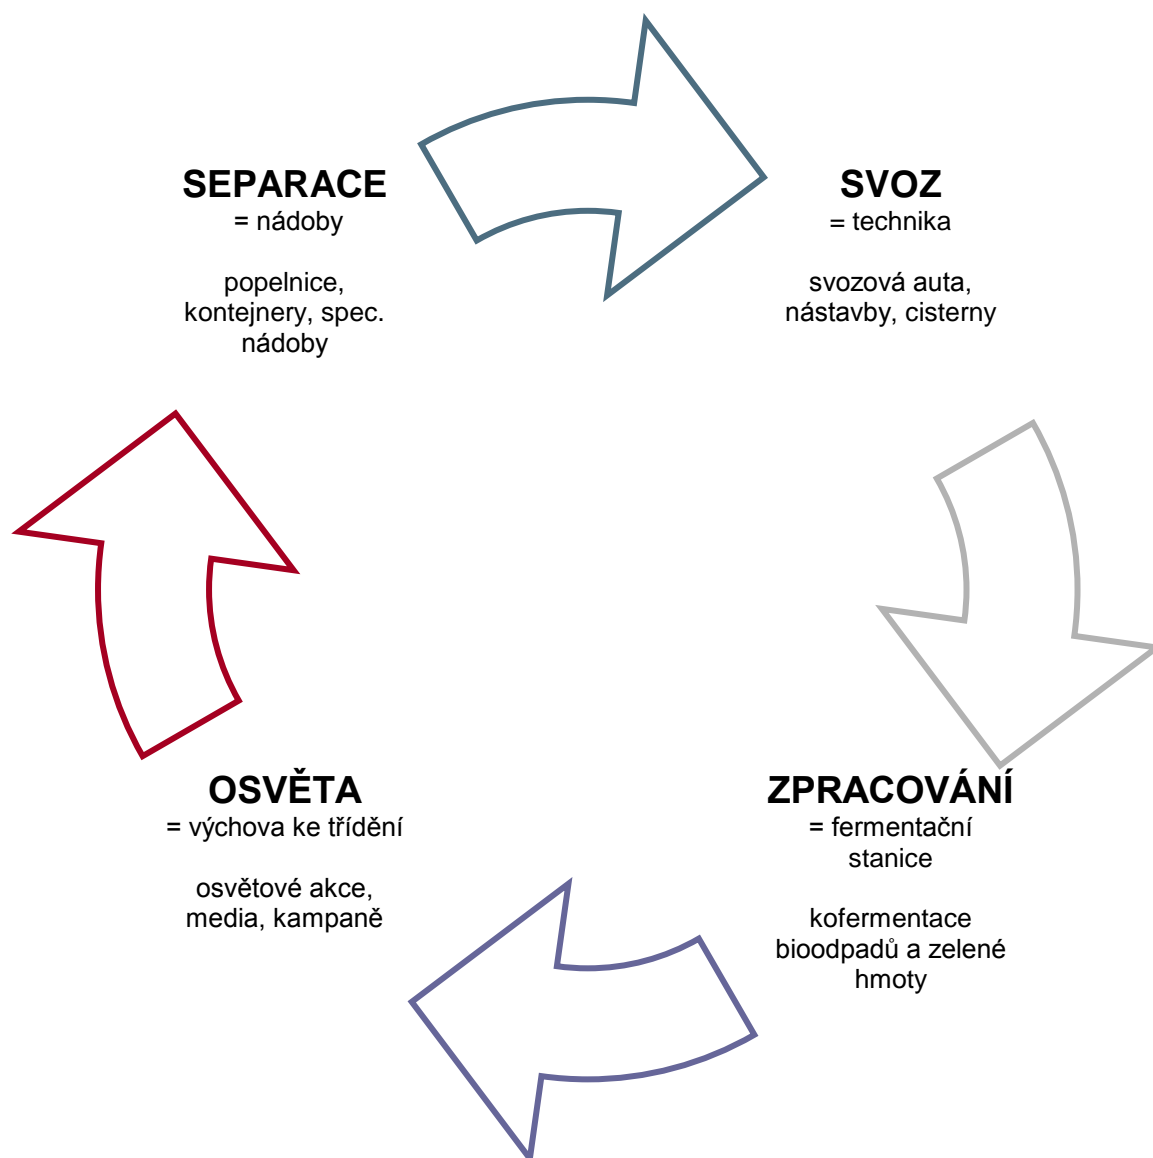 SEPARACE
= nádoby
popelnice,
kontejnery, spec.
nádoby
SVOZ
= technika
svozová auta,
nástavby, cisterny
OSVĚTA
= výchova ke třídění
osvětové akce,
media, kampaně
ZPRACOVÁNÍ
= fermentační
stanice
kofermentace
bioodpadů a zelené
hmoty